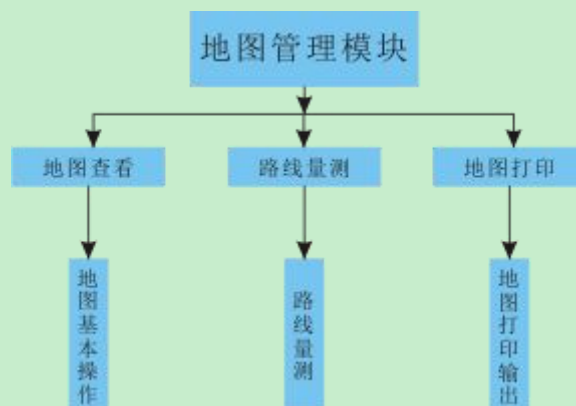 地图管理模块
地图查看
路线量测
地图打印
地图基本操作
路线量测
地图打印输出